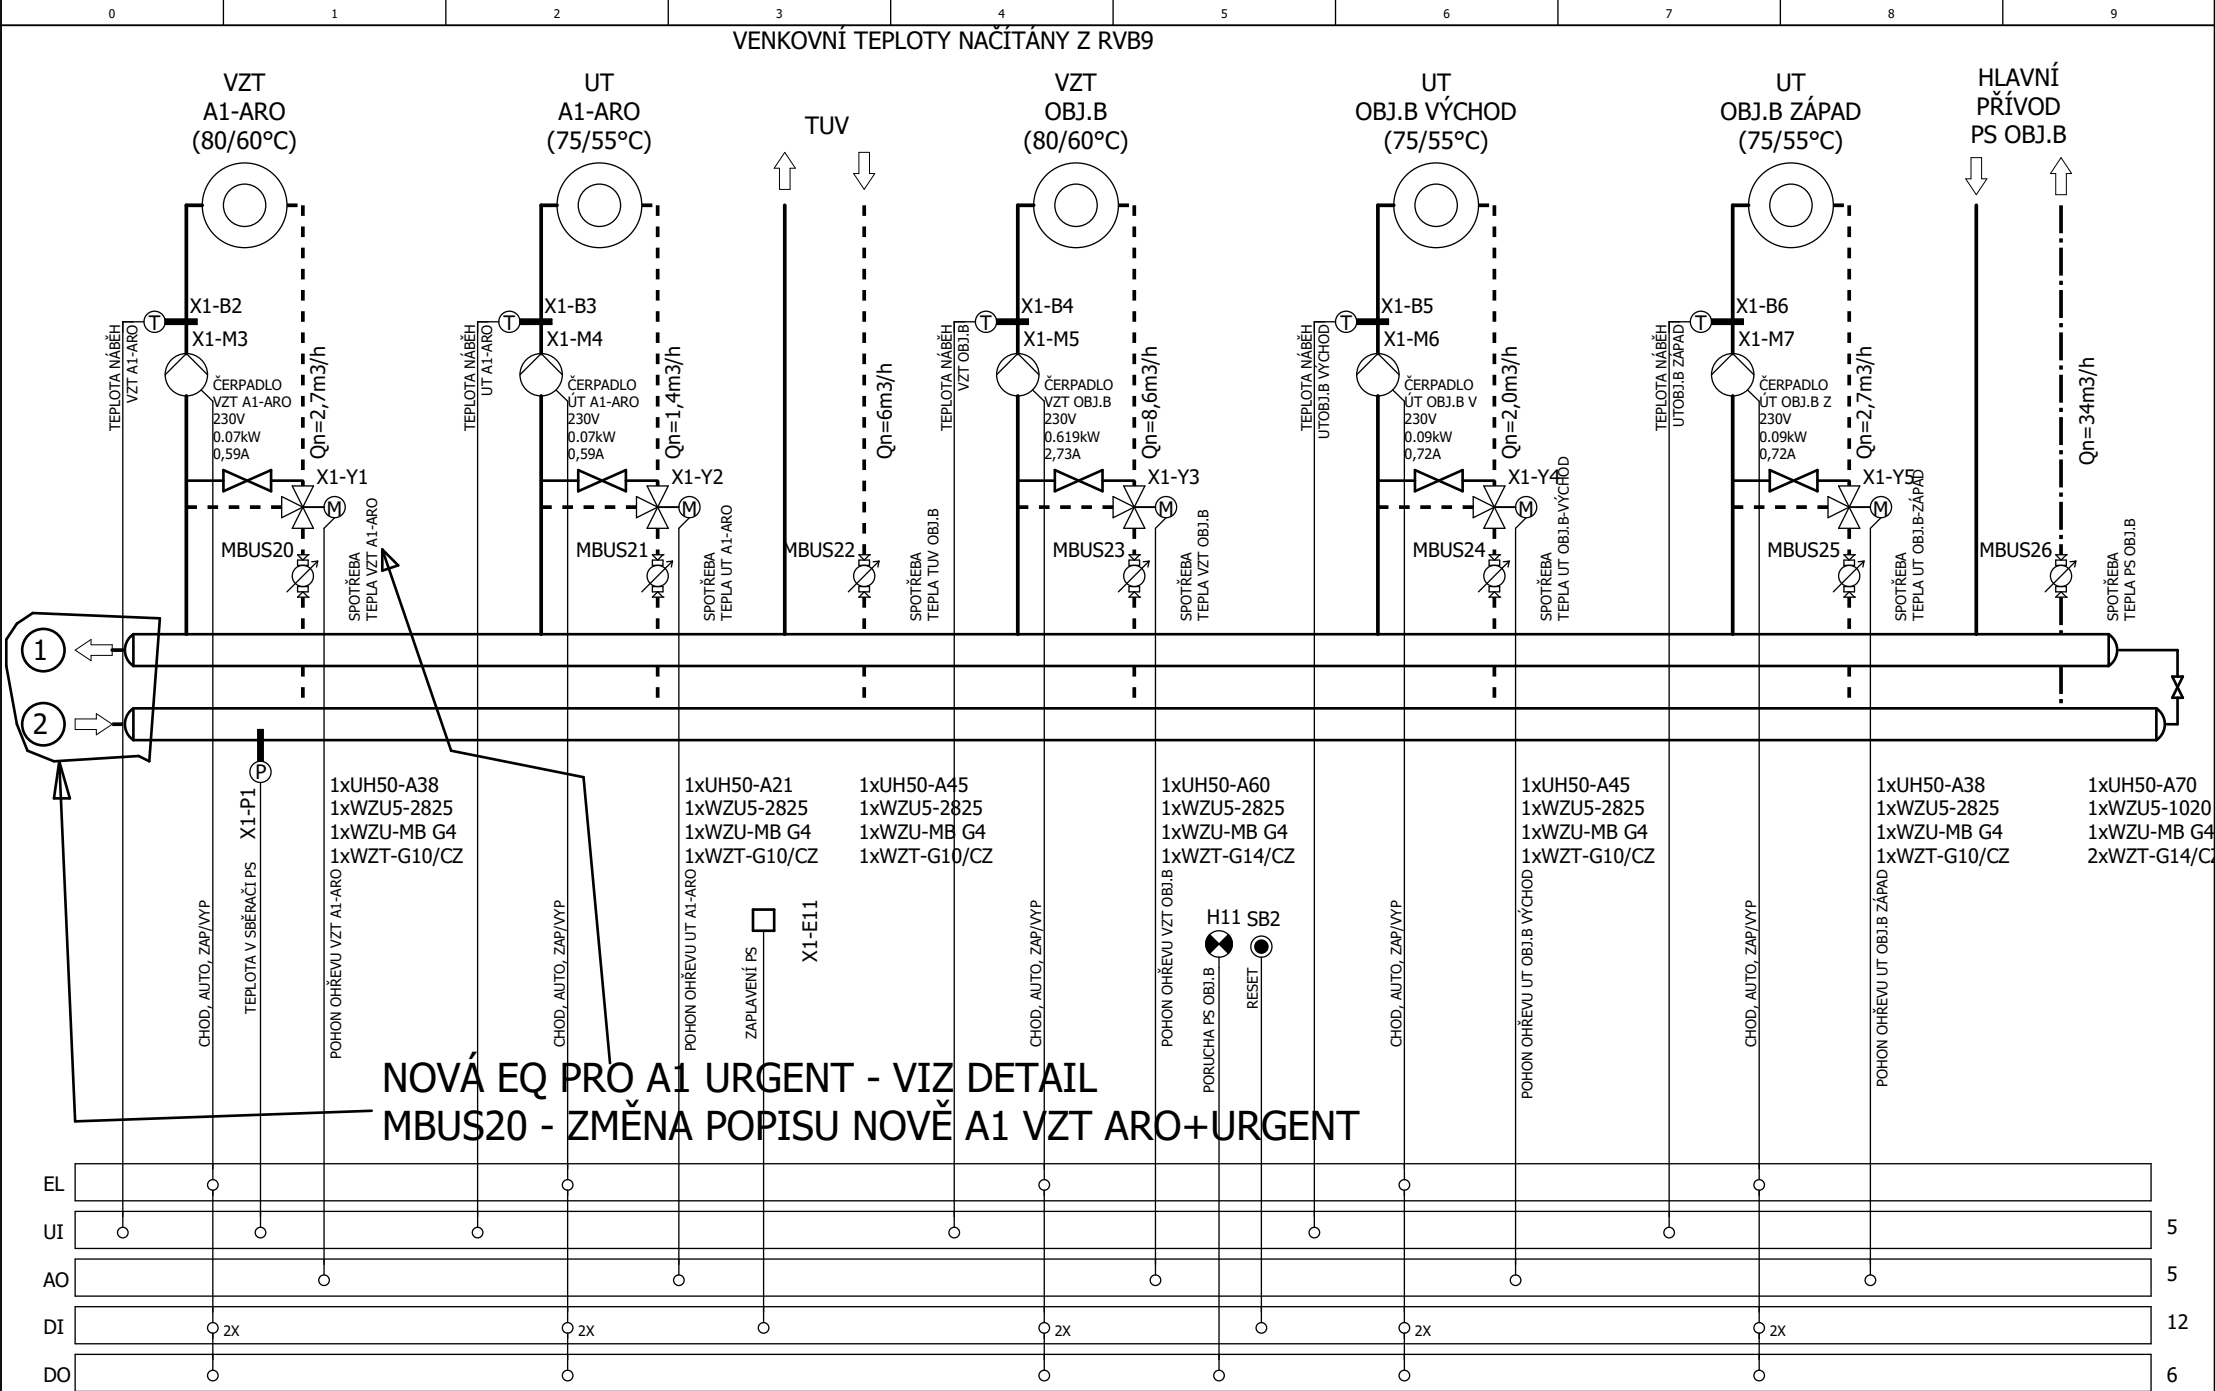 0 1 2 3 4 5 6 7 8 9
VENKOVNÍ TEPLOTY NAČÍTÁNY Z RVB9
VZT
A1-ARO
(80/60°C)
UT
A1-ARO
(75/55°C)
TUV
VZT
OBJ.B
(80/60°C)
UT
OBJ.B VÝCHOD
(75/55°C)
UT
OBJ.B ZÁPAD
(75/55°C)
HLAVNÍ
PŘÍVOD
PS OBJ.B
T
X1-B2
X1-M3
TEPLOTA NÁBĚH
VZT A1-ARO
ČERPADLO
VZT A1-ARO
230V
0.07kW
0,59A
Qn=2,7m3/h
X1-Y1
M
MBUS20
SPOTŘEBA
TEPLA VZT A1-ARO
T
X1-B3
X1-M4
TEPLOTA NÁBĚH
UT A1-ARO
ČERPADLO
ÚT A1-ARO
230V
0.07kW
0,59A
Qn=1,4m3/h
X1-Y2
M
MBUS21
SPOTŘEBA
TEPLA UT A1-ARO
Qn=6m3/h
MBUS22
SPOTŘEBA
TEPLA TUV OBJ.B
T
X1-B4
X1-M5
TEPLOTA NÁBĚH
VZT OBJ.B
ČERPADLO
VZT OBJ.B
230V
0.619kW
2,73A
Qn=8,6m3/h
X1-Y3
M
MBUS23
SPOTŘEBA
TEPLA VZT OBJ.B
T
X1-B5
X1-M6
TEPLOTA NÁBĚH
UTOBJ.B VÝCHOD
ČERPADLO
ÚT OBJ.B V
230V
0.09kW
0,72A
Qn=2,0m3/h
X1-Y4
M
MBUS24
SPOTŘEBA
TEPLA UT OBJ.B-VÝCHOD
T
X1-B6
X1-M7
TEPLOTA NÁBĚH
UTOBJ.B ZÁPAD
ČERPADLO
ÚT OBJ.B Z
230V
0.09kW
0,72A
Qn=2,7m3/h
X1-Y5
M
MBUS25
SPOTŘEBA
TEPLA UT OBJ.B-ZÁPAD
Qn=34m3/h
MBUS26
SPOTŘEBA
TEPLA PS OBJ.B
1
2
P
X1-P1
1xUH50-A38
1xWZU5-2825
1xWZU-MB G4
1xWZT-G10/CZ
1xUH50-A21
1xWZU5-2825
1xWZU-MB G4
1xWZT-G10/CZ
1xUH50-A45
1xWZU5-2825
1xWZU-MB G4
1xWZT-G10/CZ
1xUH50-A60
1xWZU5-2825
1xWZU-MB G4
1xWZT-G14/CZ
1xUH50-A45
1xWZU5-2825
1xWZU-MB G4
1xWZT-G10/CZ
1xUH50-A38
1xWZU5-2825
1xWZU-MB G4
1xWZT-G10/CZ
1xUH50-A70
1xWZU5-1020
1xWZU-MB G4
2xWZT-G14/CZ
CHOD, AUTO, ZAP/VYP
TEPLOTA V SBĚRAČI PS
POHON OHŘEVU VZT A1-ARO
CHOD, AUTO, ZAP/VYP
POHON OHŘEVU UT A1-ARO
ZAPLAVENÍ PS
X1-E11
CHOD, AUTO, ZAP/VYP
POHON OHŘEVU VZT OBJ.B
H11 SB2
PORUCHA PS OBJ.B
RESET
CHOD, AUTO, ZAP/VYP
POHON OHŘEVU UT OBJ.B VÝCHOD
CHOD, AUTO, ZAP/VYP
POHON OHŘEVU UT OBJ.B ZÁPAD
NOVÁ EQ PRO A1 URGENT - VIZ DETAIL
MBUS20 - ZMĚNA POPISU NOVĚ A1 VZT ARO+URGENT
EL
UI 5
AO 5
DI 2X 2X 2X 2X 2X 12
DO 6